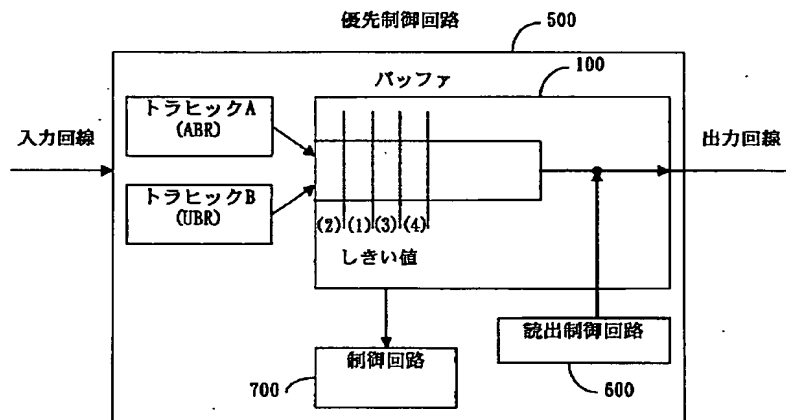 優先制御回路
500
バッファ
100
トラヒックA
(ABR)
入力回線
出力回線
トラヒックB
(UBR)
(2) (1) (3) (4)
しきい値
読出制御回路
制御回路
700
600